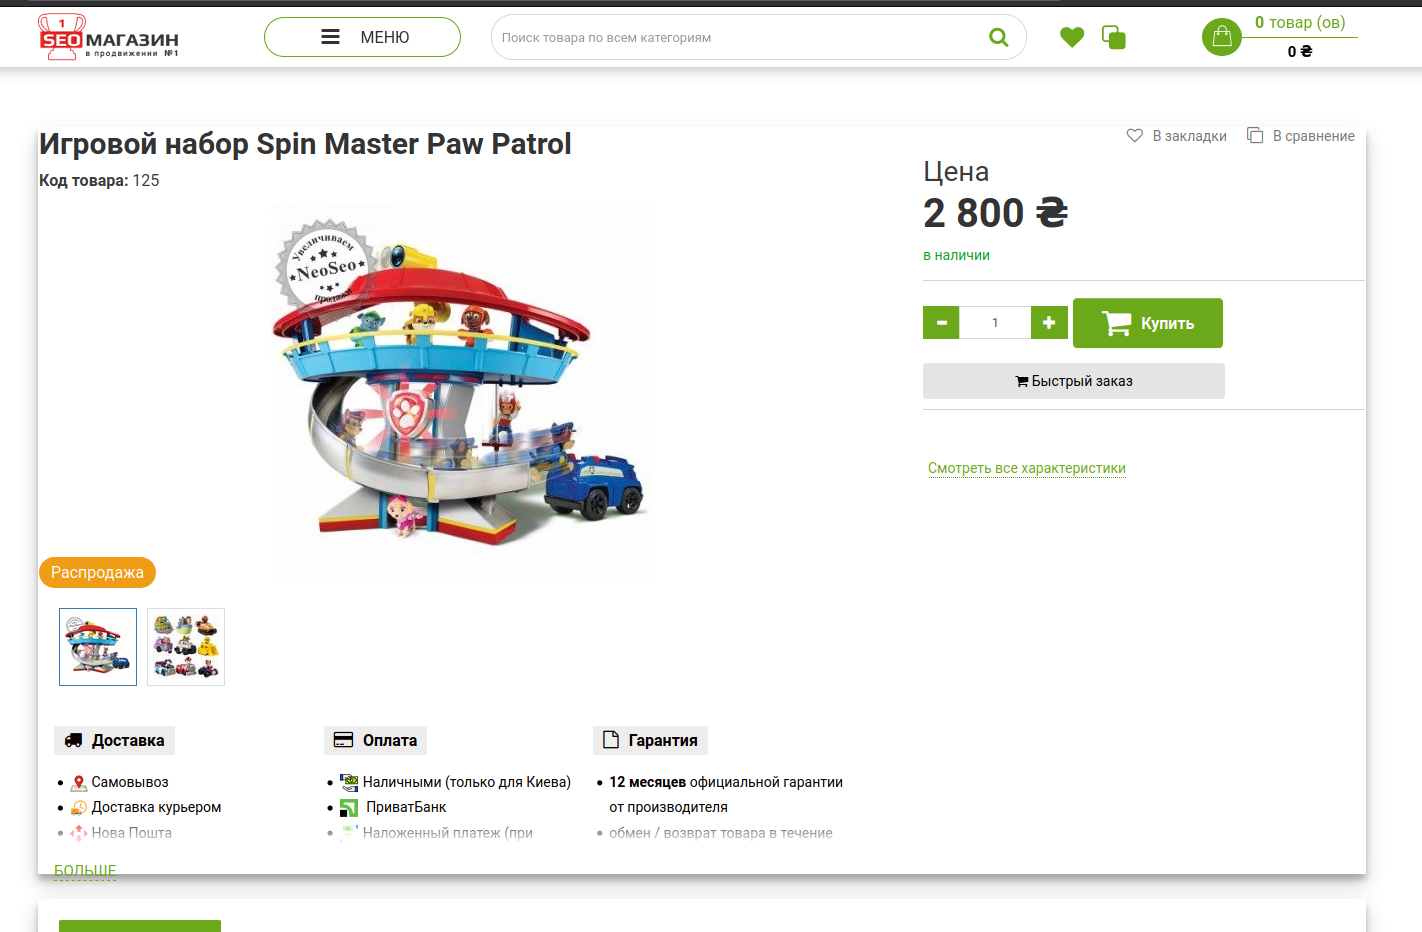 1
SEO МАГАЗИН
в продвижении №1
МЕНЮ
Поиск товара по всем категориям
0 товар (ов)
0 ₴
Игровой набор Spin Master Paw Patrol
Код товара: 125
В закладки
В сравнение
Цена
2 800 ₴
в наличии
1
Купить
Быстрый заказ
Смотреть все характеристики
Увеличиваем
NeoSeo
продажи
Распродажа
Доставка
Самовывоз
Доставка курьером
Нова Пошта
Оплата
Наличными (только для Киева)
ПриватБанк
Наложенный платеж (при
Гарантия
12 месяцев официальной гарантии
от производителя
обмен / возврат товара в течение
БОЛЬШЕ